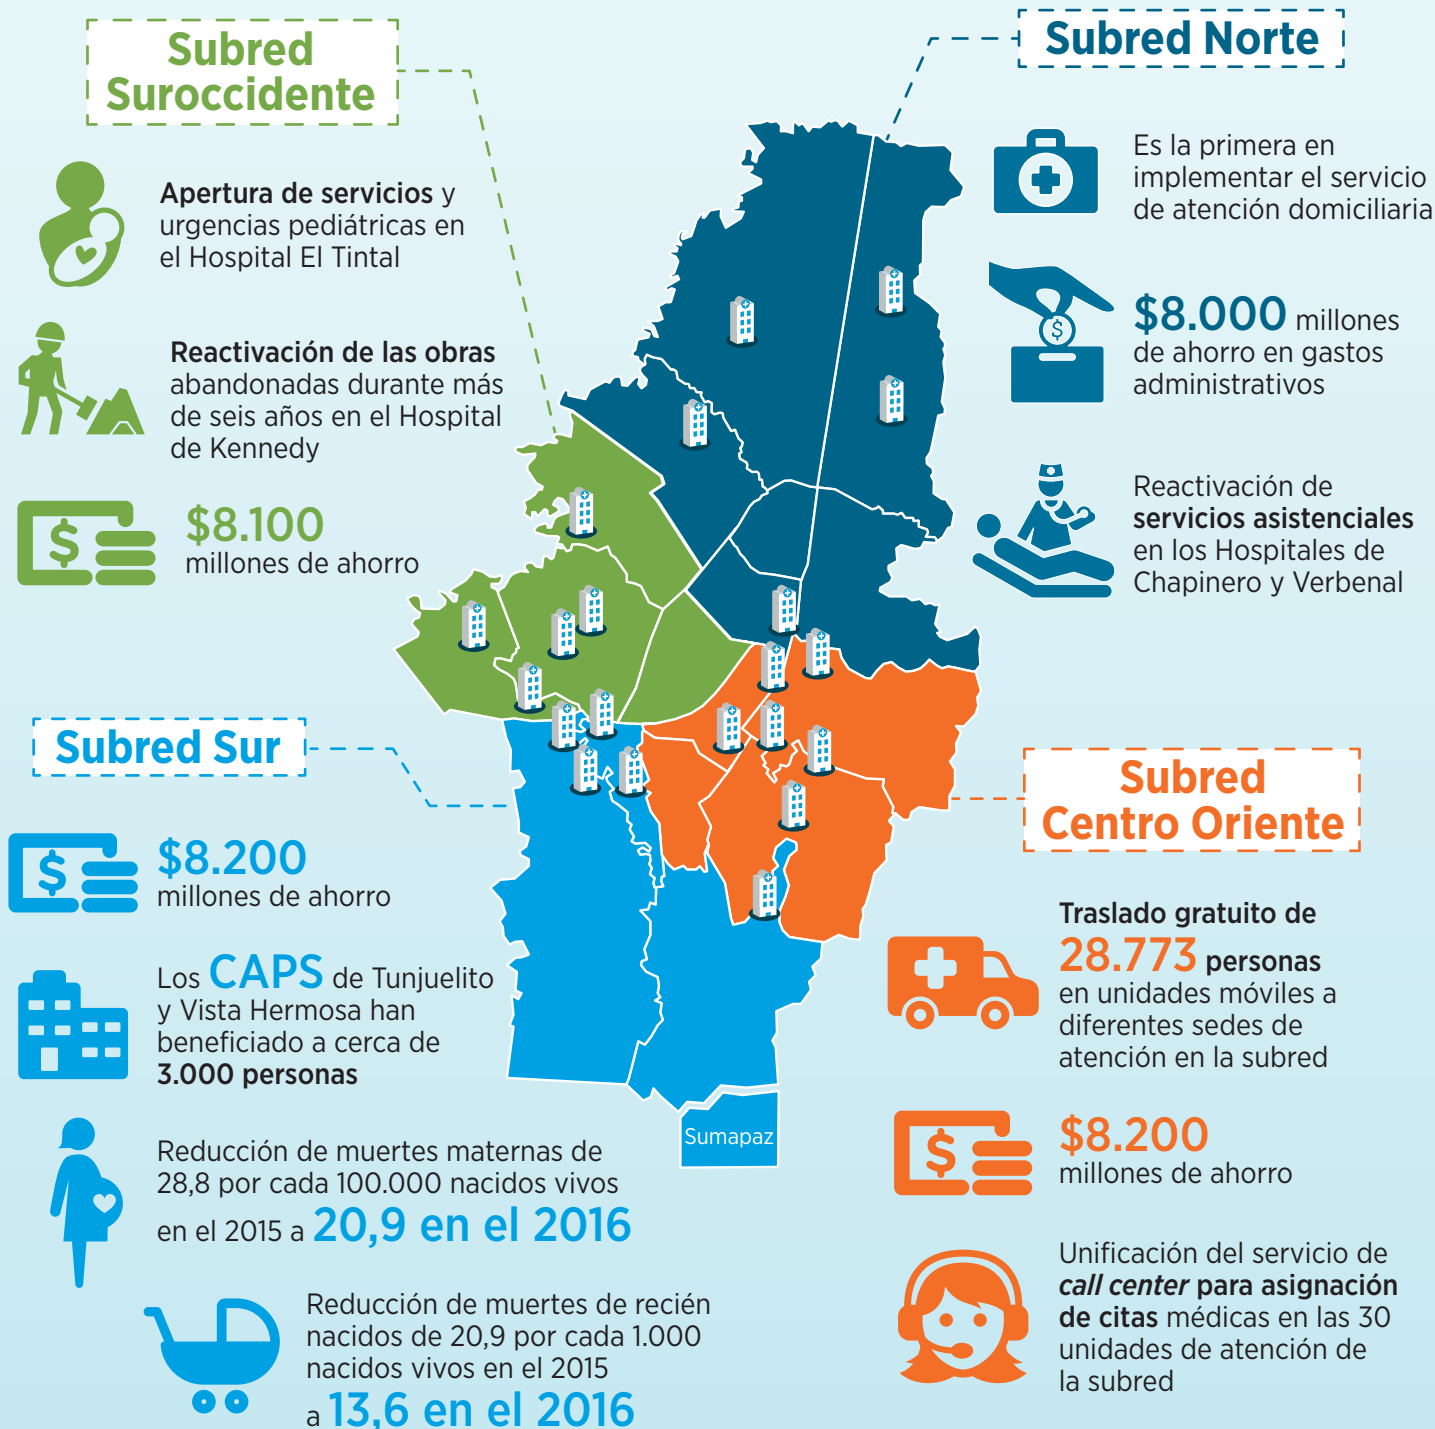 Subred
Suroccidente
Apertura de servicios y
urgencias pediátricas en
el Hospital El Tintal
Reactivación de las obras
abandonadas durante más
de seis años en el Hospital
de Kennedy
$
$8.100
millones de ahorro
Subred Norte
Es la primera en
implementar el servicio
de atención domiciliaria
$
$8.000 millones
de ahorro en gastos
administrativos
Reactivación de
servicios asistenciales
en los Hospitales de
Chapinero y Verbenal
Subred Sur
$
$8.200
millones de ahorro
Los CAPS de Tunjuelito
y Vista Hermosa han
beneficiado a cerca de
3.000 personas
Reducción de muertes maternas de
28,8 por cada 100.000 nacidos vivos
en el 2015 a 20,9 en el 2016
Reducción de muertes de recién
nacidos de 20,9 por cada 1.000
nacidos vivos en el 2015
a 13,6 en el 2016
Sumapaz
Subred
Centro Oriente
Traslado gratuito de
28.773 personas
en unidades móviles a
diferentes sedes de
atención en la subred
$
$8.200
millones de ahorro
Unificación del servicio de
call center para asignación
de citas médicas en las 30
unidades de atención de
la subred